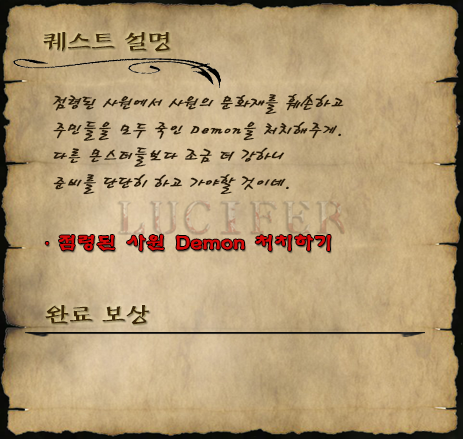 퀘스트 설명
점령된 사원에서 사원의 문화재를 훼손하고
주민들을 모두 죽인 Demon을 처치해주게.
다른 몬스터들보다 조금 더 강하니
준비를 단단히 하고 가야할 것이네.
LUCIFER
· 점령된 사원 Demon 처치하기
완료 보상